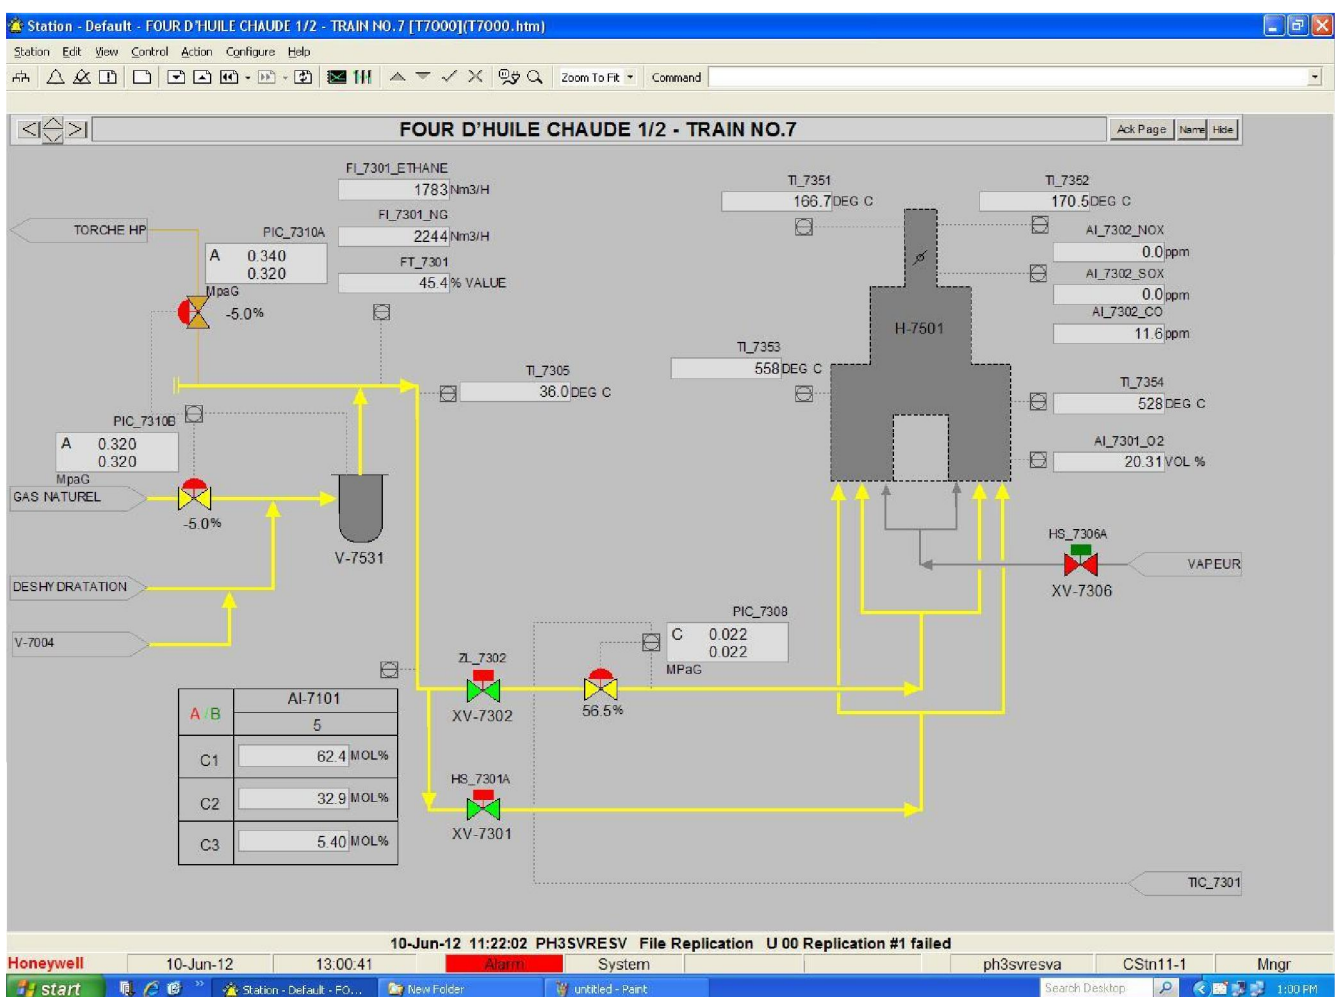 Station - Default - FOUR D'HUILE CHAUDE 1/2 - TRAIN NO.7 [T7000](T7000.htm)
Station Edit View Control Action Configure Help
Zoom To Fit Command
FOUR D'HUILE CHAUDE 1/2 - TRAIN NO.7
Ack Page Name Hide
FI_7301_ETHANE
1783 Nm3/H
FI_7301_NG
2244 Nm3/H
FT_7301
45.4 % VALUE
TORCHE HP
PIC_7310A
A 0.340
0.320
MpaG
-5.0%
TI_7351
166.7 DEG C
TI_7352
170.5 DEG C
AI_7302_NOX
0.0 ppm
AI_7302_SOX
0.0 ppm
AI_7302_CO
11.6 ppm
H-7501
TI_7353
558 DEG C
TI_7305
36.0 DEG C
TI_7354
528 DEG C
AI_7301_O2
20.31 VOL %
PIC_7310B
A 0.320
0.320
MpaG
GAS NATUREL
-5.0%
V-7531
DESHYDRATATION
V-7004
HS_7306A
VAPEUR
XV-7306
PIC_7308
C 0.022
0.022
MPaG
ZL_7302
XV-7302
56.5%
HS_7301A
XV-7301
A/B
AI-7101
5
C1 62.4 MOL%
C2 32.9 MOL%
C3 5.40 MOL%
TIC_7301
10-Jun-12 11:22:02 PH3SVRESV File Replication U 00 Replication #1 failed
Honeywell 10-Jun-12 13:00:41 Alarm System ph3svresva CStn11-1 Mngr
start Station - Default - FO... New Folder untitled - Paint Search Desktop 1:00 PM